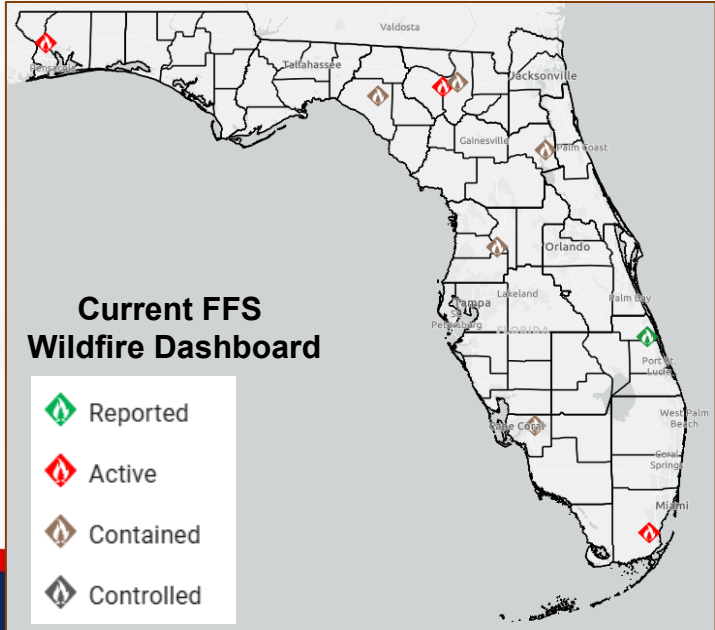 Valdosta
Tallahassee
Jacksonville
Pensacola
Gainesville
Palm Coast
Orlando
Lakeland
Tampa
St.
Petersburg
FLORIDA
Palm Bay
Port St.
Lucie
West Palm
Beach
Cape Coral
Coral
Springs
Miami
Current FFS
Wildfire Dashboard
Reported
Active
Contained
Controlled